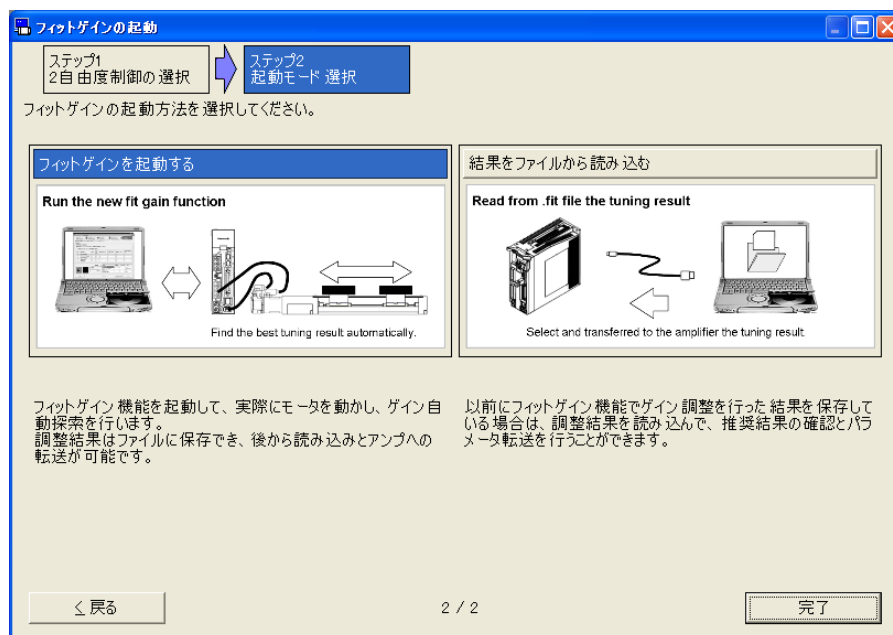 フィットゲインの起動
ステップ1
2自由度制御の選択
ステップ2
起動モード選択
フィットゲインの起動方法を選択してください。
フィットゲインを起動する
Run the new fit gain function
Find the best tuning result automatically.
フィットゲイン機能を起動して、実際にモータを動かし、ゲイン自
動探索を行います。
調整結果はファイルに保存でき、後から読み込みとアンプへの
転送が可能です。
結果をファイルから読み込む
Read from .fit file the tuning result
Select and transferred to the amplifier the tuning result.
以前にフィットゲイン機能でゲイン調整を行った結果を保存して
いる場合は、調整結果を読み込んで、推奨結果の確認とパラ
メータ転送を行うことができます。
< 戻る
2 / 2
完了